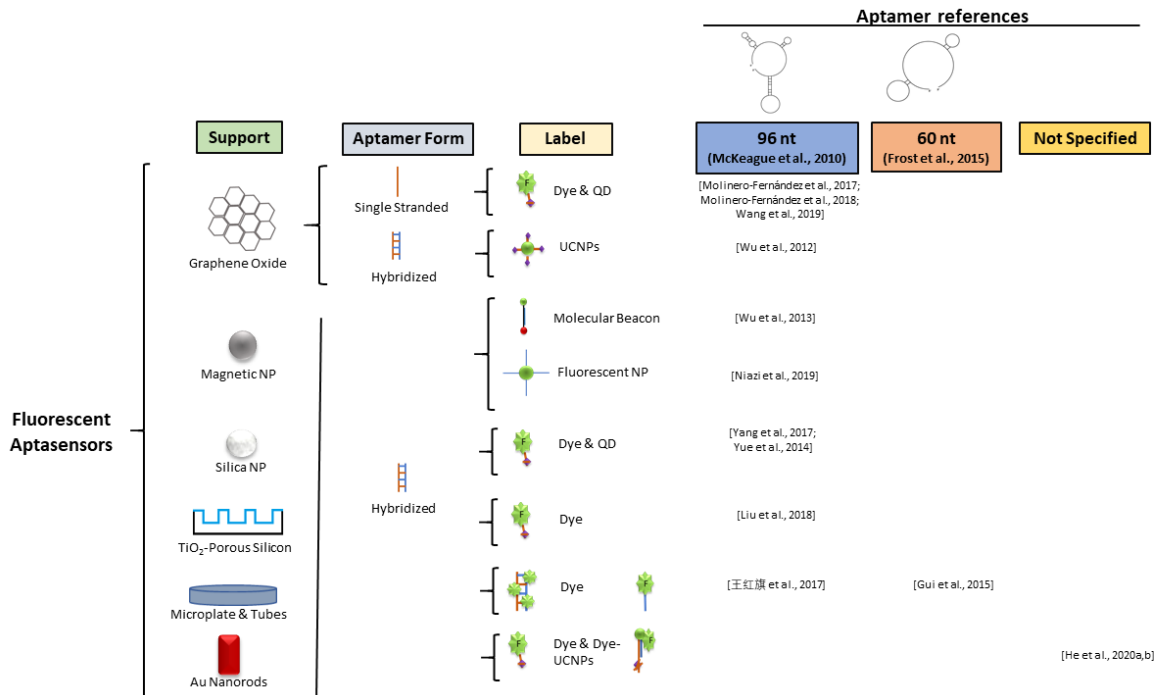 Aptamer references
Support
Aptamer Form
Label
96 nt
(McKeague et al., 2010)
60 nt
(Frost et al., 2015)
Not Specified
Fluorescent
Aptasensors
Graphene Oxide
Single Stranded
F
Dye & QD
[Molinero-Fernández et al., 2017;
Molinero-Fernández et al., 2018;
Wang et al., 2019]
Hybridized
UCNPs
[Wu et al., 2012]
Magnetic NP
Molecular Beacon
[Wu et al., 2013]
Fluorescent NP
[Niazi et al., 2019]
Silica NP
Hybridized
F
Dye & QD
[Yang et al., 2017;
Yue et al., 2014]
TiO2-Porous Silicon
F
Dye
[Liu et al., 2018]
Microplate & Tubes
Dye
F
[王红旗 et al., 2017]
[Gui et al., 2015]
Au Nanorods
F
Dye & Dye-
UCNPs
F
[He et al., 2020a,b]